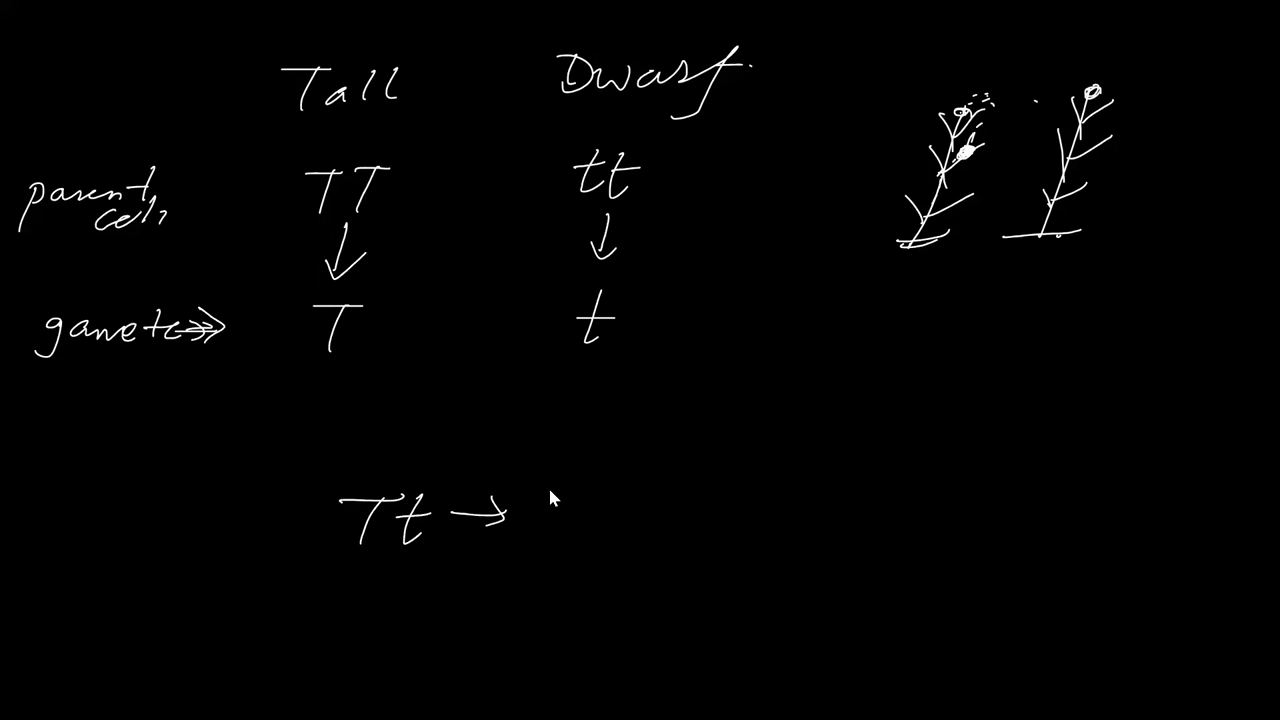 Tall Dwarf.
parent TT tt
cell,
gamete T t
Tt →